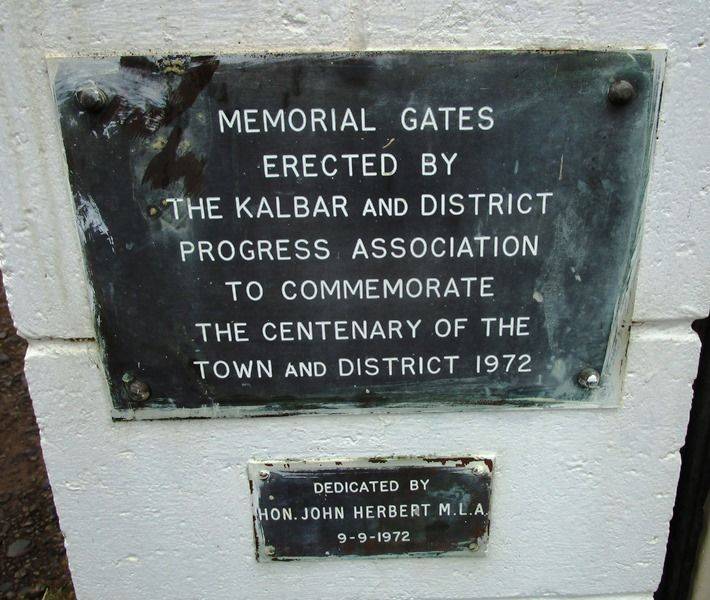 MEMORIAL GATES
ERECTED BY
THE KALBAR AND DISTRICT
PROGRESS ASSOCIATION
TO COMMEMORATE
THE CENTENARY OF THE
TOWN AND DISTRICT 1972
DEDICATED BY
HON. JOHN HERBERT M.L.A.
9-9-1972